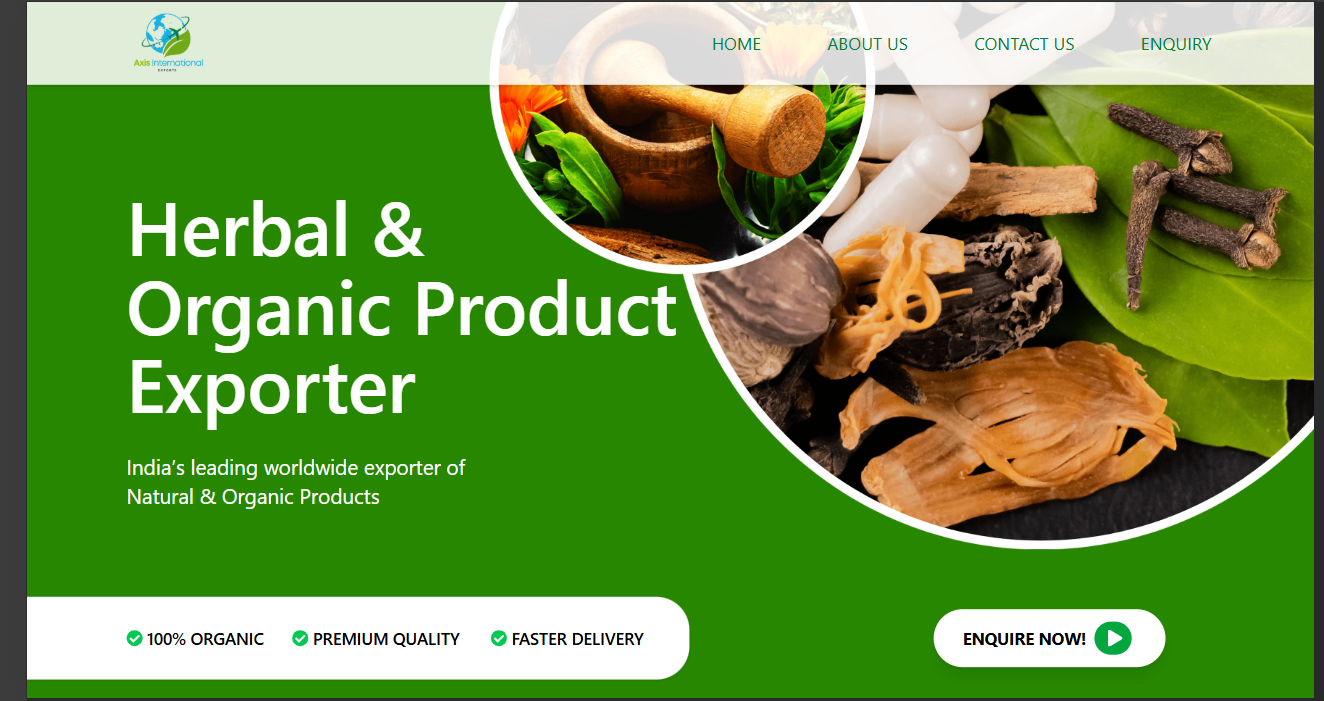 Axis International
EXPORTS
HOME ABOUT US CONTACT US ENQUIRY
Herbal &
Organic Product
Exporter
India’s leading worldwide exporter of
Natural & Organic Products
100% ORGANIC PREMIUM QUALITY FASTER DELIVERY
ENQUIRE NOW!